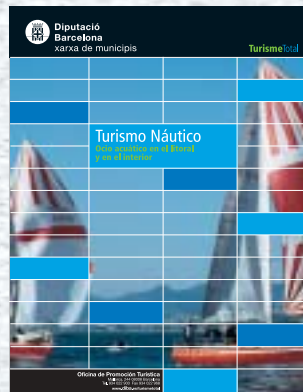 Diputació
Barcelona
xarxa de municipis
TurismeTotal
Turismo Náutico
Ocio acuático en el litoral
y en el interior
Oficina de Promoción Turística